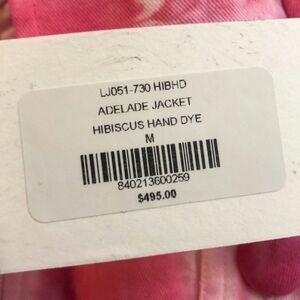 LJ051-730 HIBHD
ADELADE JACKET
HIBISCUS HAND DYE
M
840213600259
$495.00